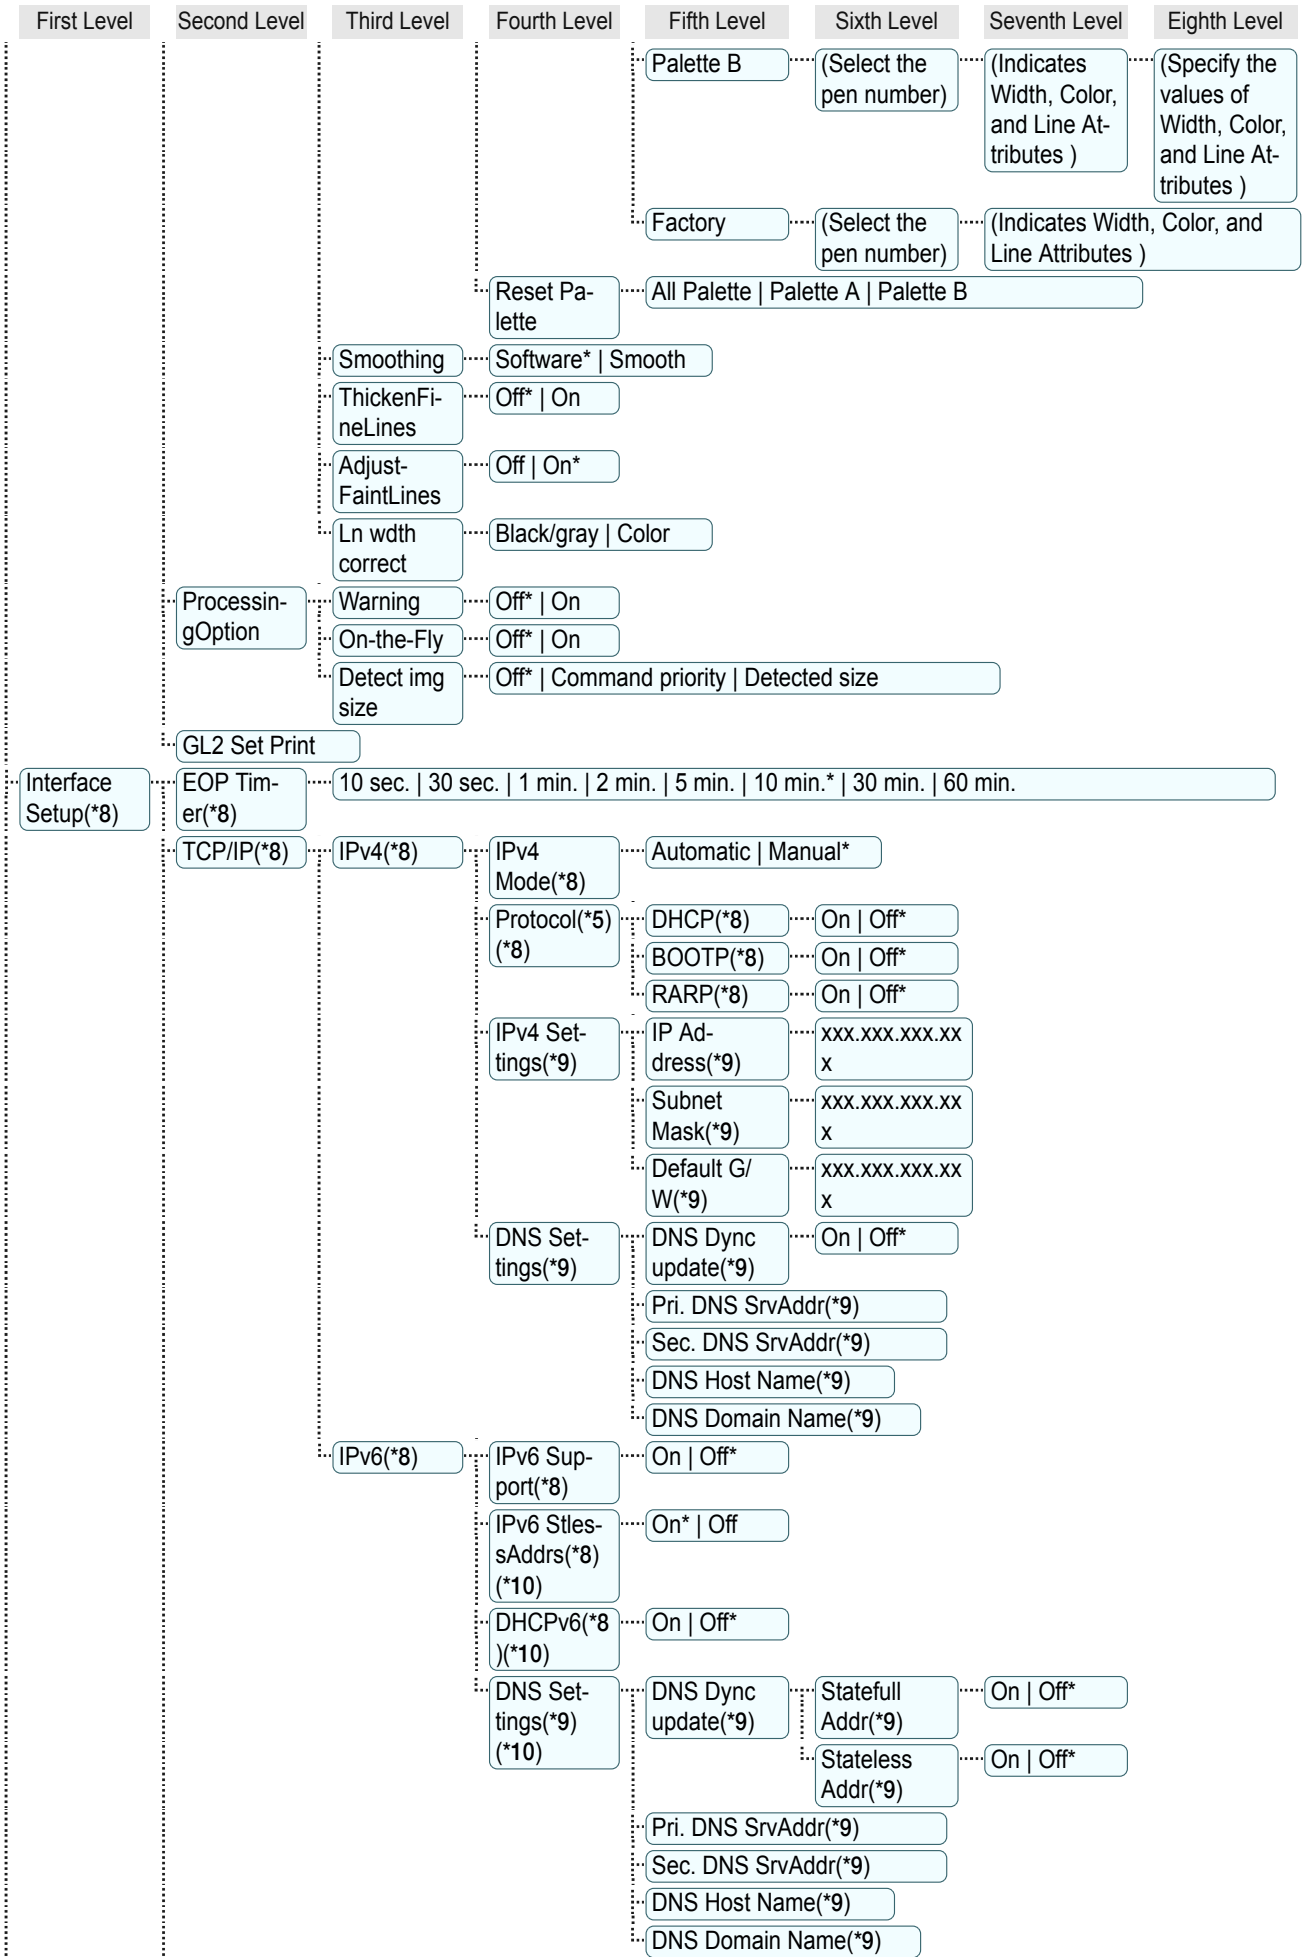 First Level Second Level Third Level Fourth Level Fifth Level Sixth Level Seventh Level Eighth Level
Palette B
(Select the
pen number)
(Indicates
Width, Color,
and Line At-
tributes )
(Specify the
values of
Width, Color,
and Line At-
tributes )
Factory
(Select the
pen number)
(Indicates Width, Color, and
Line Attributes )
Reset Pa-
lette
All Palette | Palette A | Palette B
Smoothing
Software* | Smooth
ThickenFi-
neLines
Off* | On
Adjust-
FaintLines
Off | On*
Ln wdth
correct
Black/gray | Color
Processin-
gOption
Warning
Off* | On
On-the-Fly
Off* | On
Detect img
size
Off* | Command priority | Detected size
GL2 Set Print
Interface
Setup(*8)
EOP Tim-
er(*8)
10 sec. | 30 sec. | 1 min. | 2 min. | 5 min. | 10 min.* | 30 min. | 60 min.
TCP/IP(*8)
IPv4(*8)
IPv4
Mode(*8)
Automatic | Manual*
Protocol(*5)
(*8)
DHCP(*8)
On | Off*
BOOTP(*8)
On | Off*
RARP(*8)
On | Off*
IPv4 Set-
tings(*9)
IP Ad-
dress(*9)
xxx.xxx.xxx.xx
x
Subnet
Mask(*9)
xxx.xxx.xxx.xx
x
Default G/
W(*9)
xxx.xxx.xxx.xx
x
DNS Set-
tings(*9)
DNS Dync
update(*9)
On | Off*
Pri. DNS SrvAddr(*9)
Sec. DNS SrvAddr(*9)
DNS Host Name(*9)
DNS Domain Name(*9)
IPv6(*8)
IPv6 Sup-
port(*8)
On | Off*
IPv6 Stles-
sAddrs(*8)
(*10)
On* | Off
DHCPv6(*8
)(*10)
On | Off*
DNS Set-
tings(*9)
(*10)
DNS Dync
update(*9)
Statefull
Addr(*9)
On | Off*
Stateless
Addr(*9)
On | Off*
Pri. DNS SrvAddr(*9)
Sec. DNS SrvAddr(*9)
DNS Host Name(*9)
DNS Domain Name(*9)